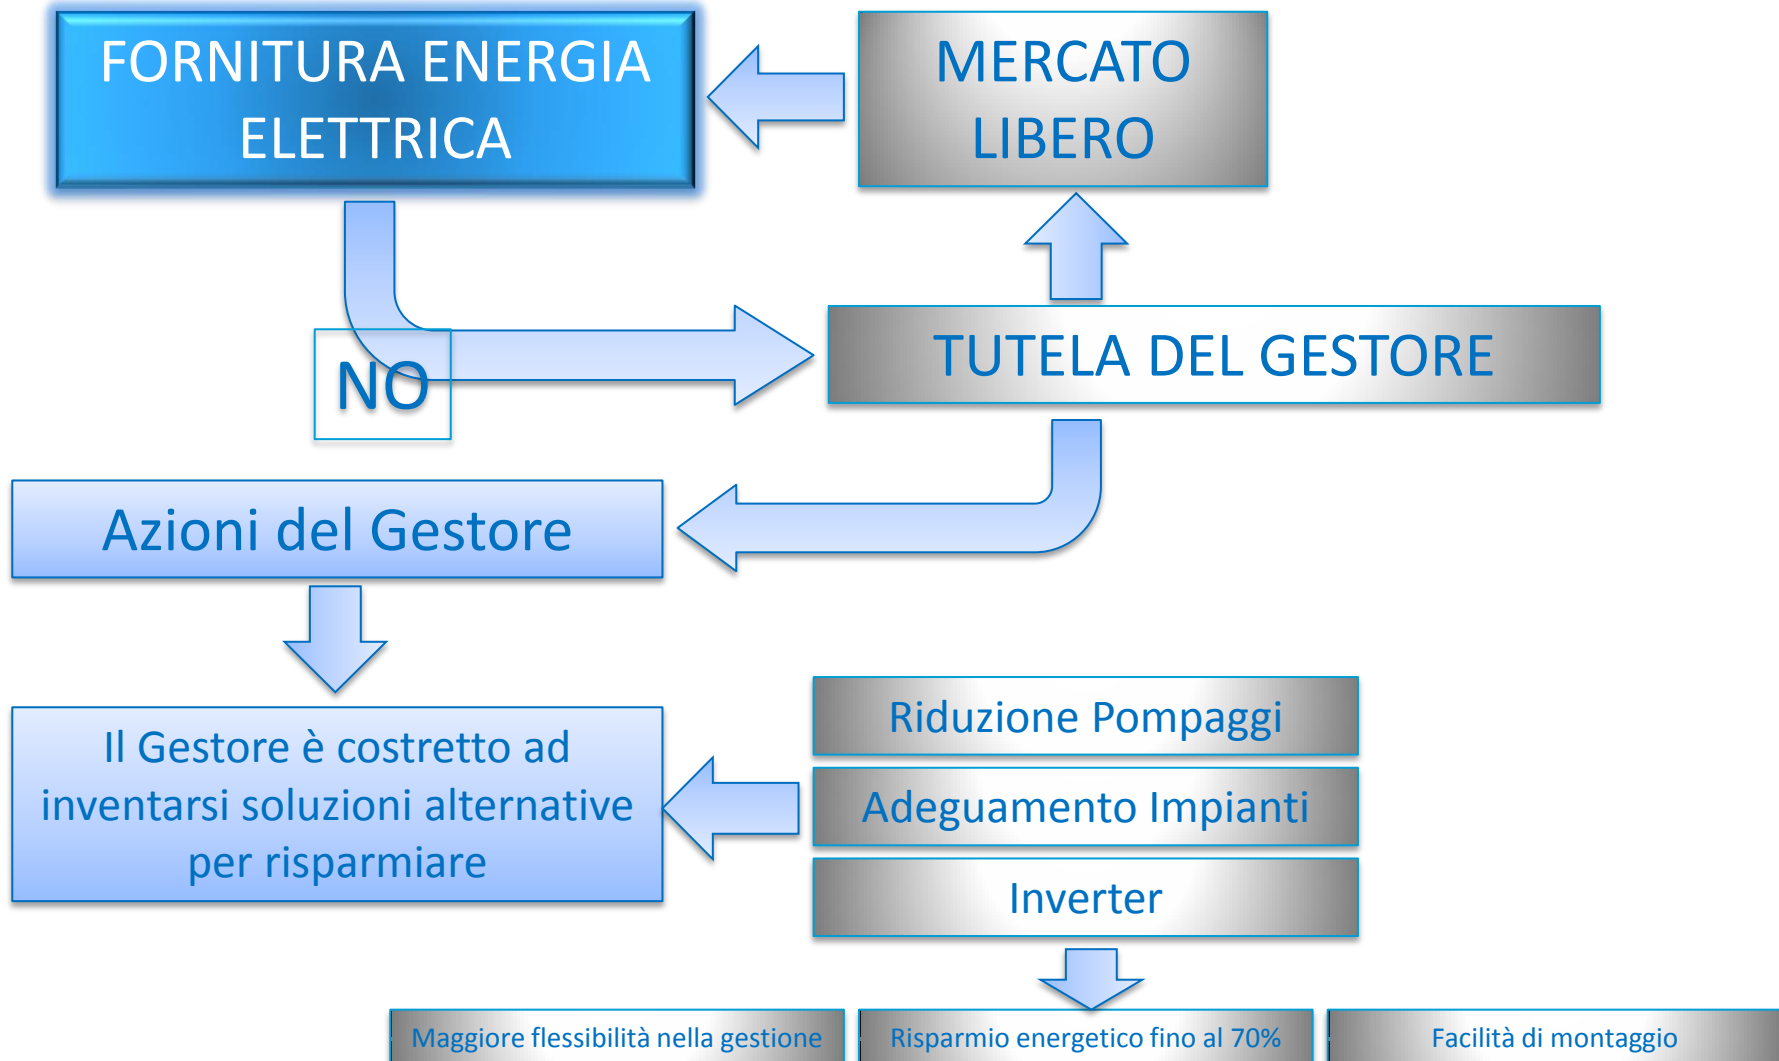 FORNITURA ENERGIA
ELETTRICA
MERCATO
LIBERO
NO
TUTELA DEL GESTORE
Azioni del Gestore
Il Gestore è costretto ad
inventarsi soluzioni alternative
per risparmiare
Riduzione Pompaggi
Adeguamento Impianti
Inverter
Maggiore flessibilità nella gestione
Risparmio energetico fino al 70%
Facilità di montaggio